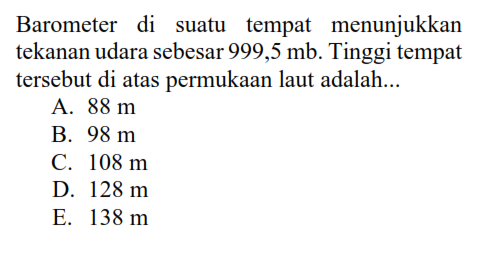 Barometer di suatu tempat menunjukkan
tekanan udara sebesar 999,5 mb. Tinggi tempat
tersebut di atas permukaan laut adalah...
A. 88 m
B. 98 m
C. 108 m
D. 128 m
E. 138 m